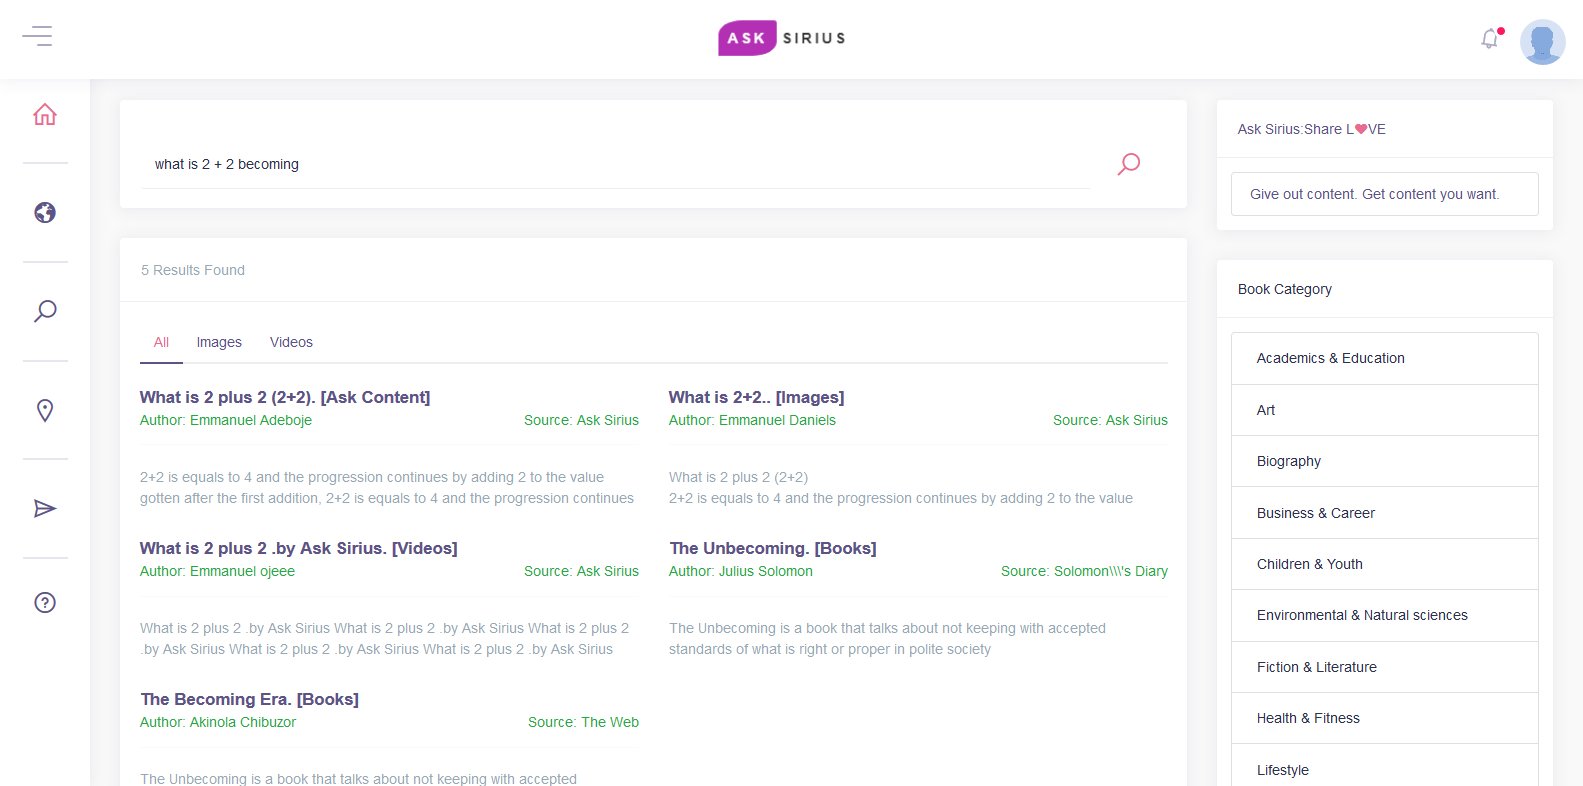 ASK SIRIUS
what is 2 + 2 becoming
5 Results Found
All Images Videos
What is 2 plus 2 (2+2). [Ask Content]
Author: Emmanuel Adeboje Source: Ask Sirius
2+2 is equals to 4 and the progression continues by adding 2 to the value
gotten after the first addition, 2+2 is equals to 4 and the progression continues
What is 2+2.. [Images]
Author: Emmanuel Daniels Source: Ask Sirius
What is 2 plus 2 (2+2)
2+2 is equals to 4 and the progression continues by adding 2 to the value
What is 2 plus 2 .by Ask Sirius. [Videos]
Author: Emmanuel ojeee Source: Ask Sirius
What is 2 plus 2 .by Ask Sirius What is 2 plus 2 .by Ask Sirius What is 2 plus 2
.by Ask Sirius What is 2 plus 2 .by Ask Sirius What is 2 plus 2 .by Ask Sirius
The Unbecoming. [Books]
Author: Julius Solomon Source: Solomon\\\'s Diary
The Unbecoming is a book that talks about not keeping with accepted
standards of what is right or proper in polite society
The Becoming Era. [Books]
Author: Akinola Chibuzor Source: The Web
The Unbecoming is a book that talks about not keeping with accepted
Ask Sirius:Share L❤VE
Give out content. Get content you want.
Book Category
Academics & Education
Art
Biography
Business & Career
Children & Youth
Environmental & Natural sciences
Fiction & Literature
Health & Fitness
Lifestyle